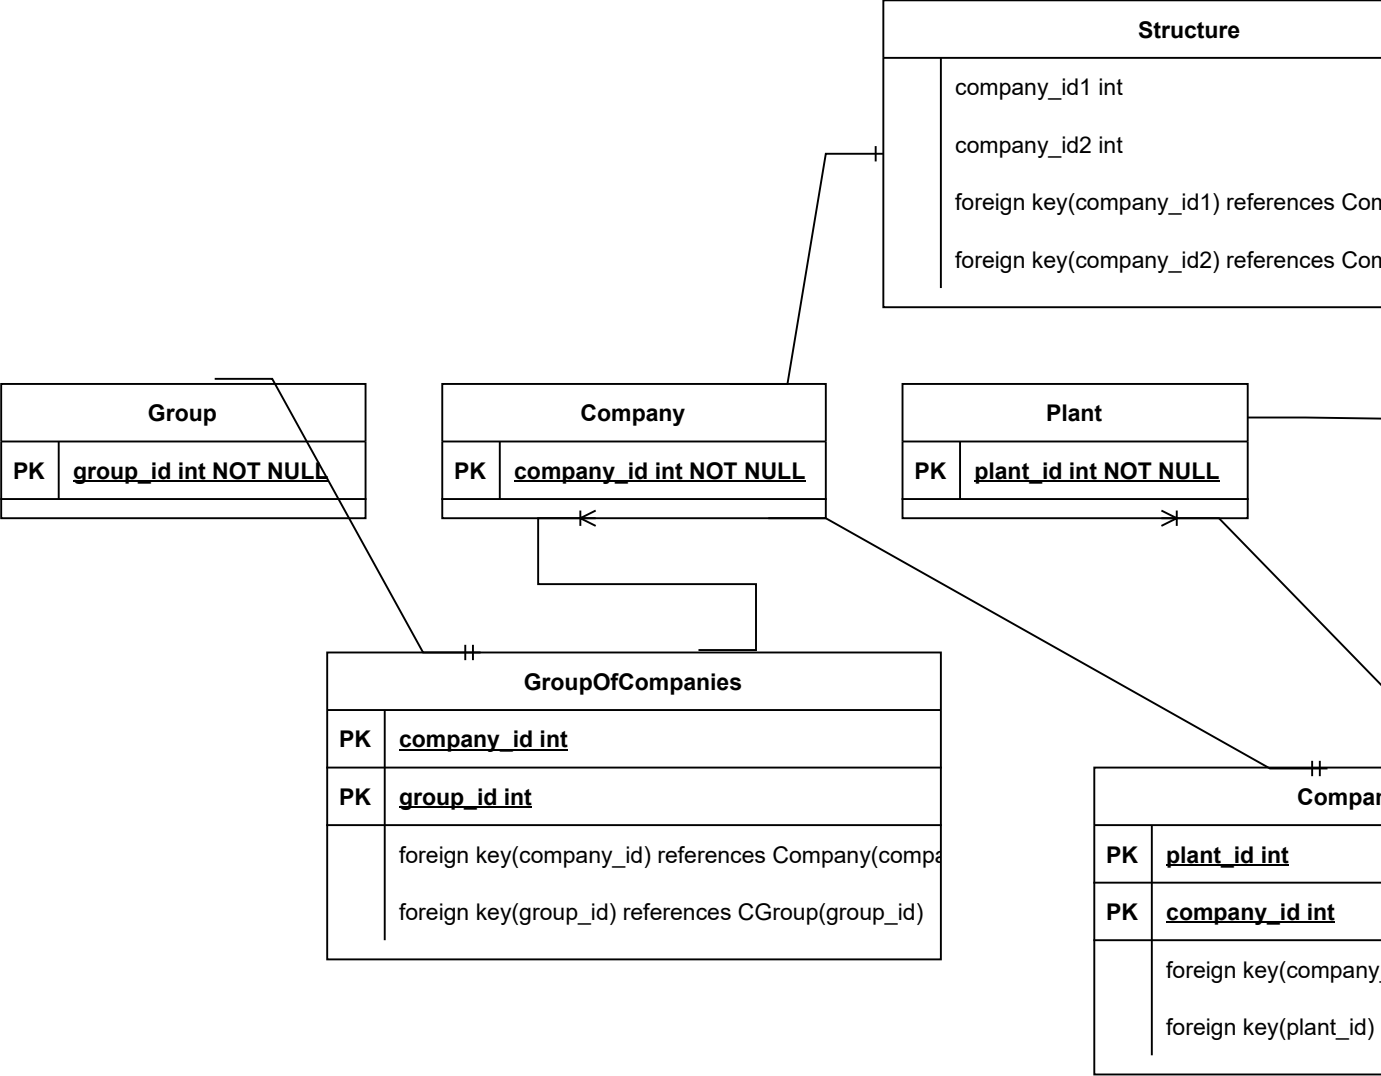 Structure
company_id1 int
company_id2 int
foreign key(company_id1) references Com
foreign key(company_id2) references Com
Group
PK group_id int NOT NULL
Company
PK company_id int NOT NULL
Plant
PK plant_id int NOT NULL
GroupOfCompanies
PK company_id int
PK group_id int
foreign key(company_id) references Company(compa
foreign key(group_id) references CGroup(group_id)
Compar
PK plant_id int
PK company_id int
foreign key(company_
foreign key(plant_id)